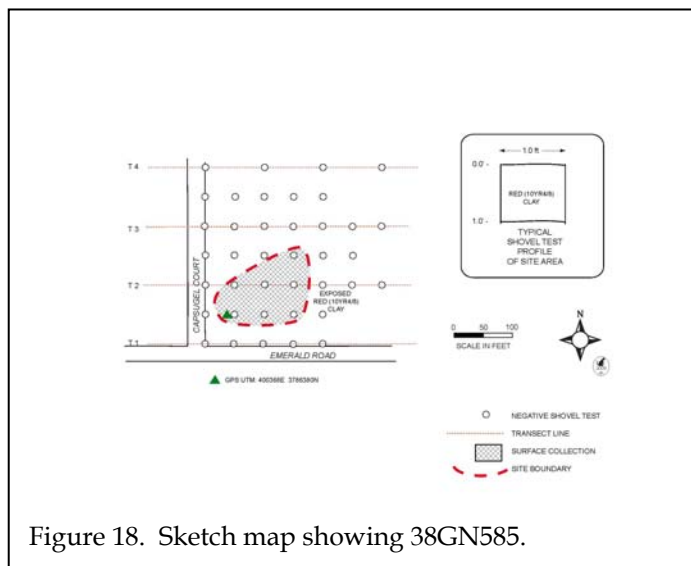 T 4
T 3
T 2
T 1
CAPSUGEL COURT
EMERALD ROAD
EXPOSED
RED (10YR4/8)
CLAY
GPS UTM: 400368E 3786380N
1.0 ft
0.0'
RED (10YR4/8)
CLAY
1.0'
TYPICAL
SHOVEL TEST
PROFILE
OF SITE AREA
N
0 50 100
SCALE IN FEET
NEGATIVE SHOVEL TEST
TRANSECT LINE
SURFACE COLLECTION
SITE BOUNDARY
Figure 18. Sketch map showing 38GN585.